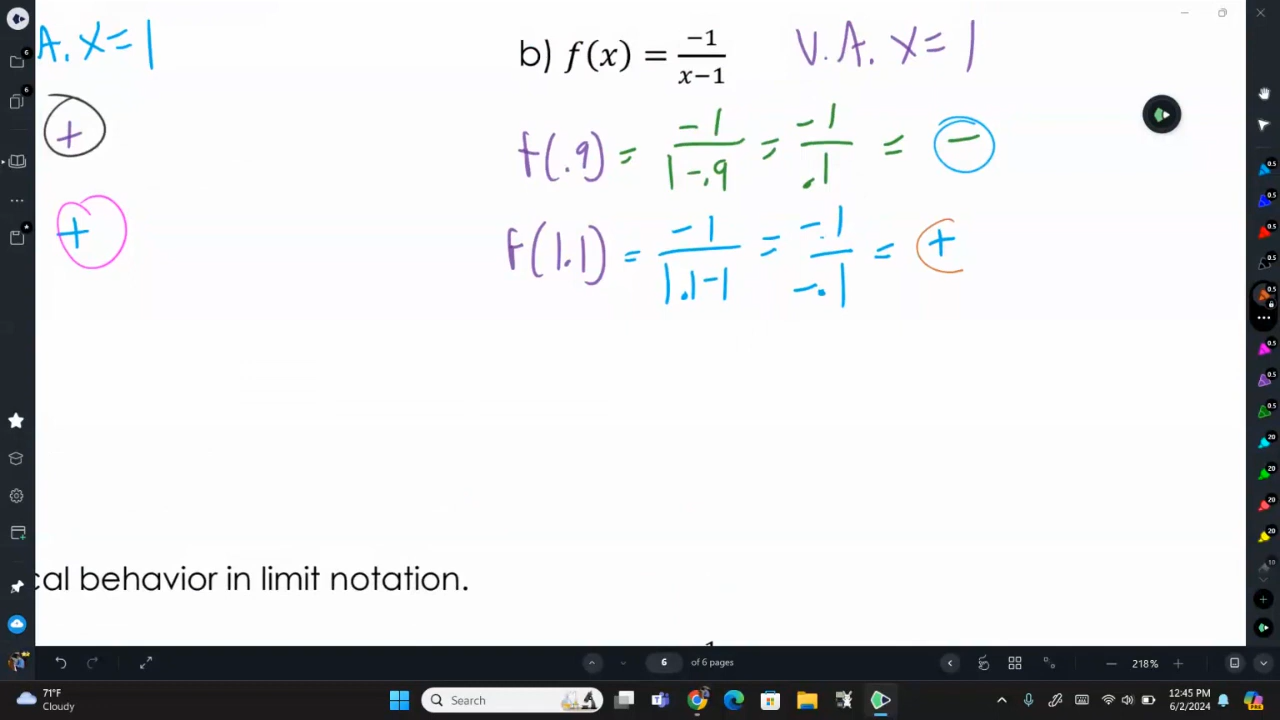 A. x=1
b) f(x) = -1/x-1 V.A. x=1
+
f(.9) = -1/1-.9 = -1/.1 = -
+
f(1.1) = -1/1.1-1 = -.1/-.1 = +
cal behavior in limit notation.
6 of 6 pages
218%
71°F
Cloudy
Search
12:45 PM
6/2/2024